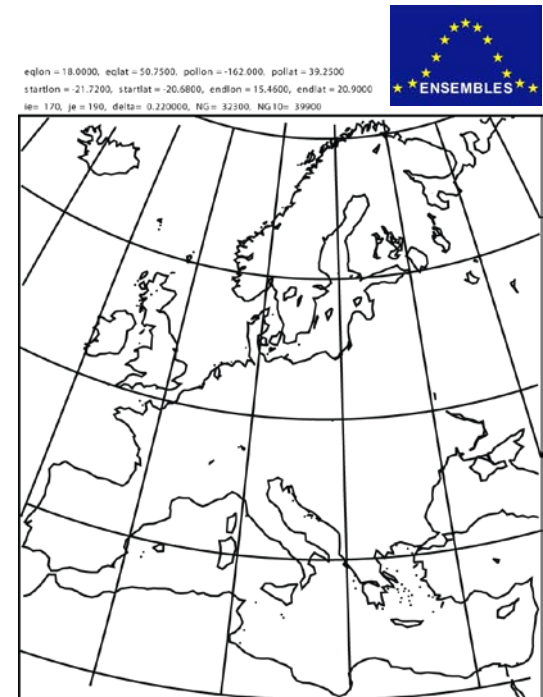 eqlon = 18.0000, eqlat = 50.7500, pollon = -162.000, pollat = 39.2500
startlon = -21.7200, startlat = -20.6800, endlon = 15.4600, endlat = 20.9000
ie= 170, je = 190, delta= 0.220000, NG= 32300, NG10= 39900
ENSEMBLES